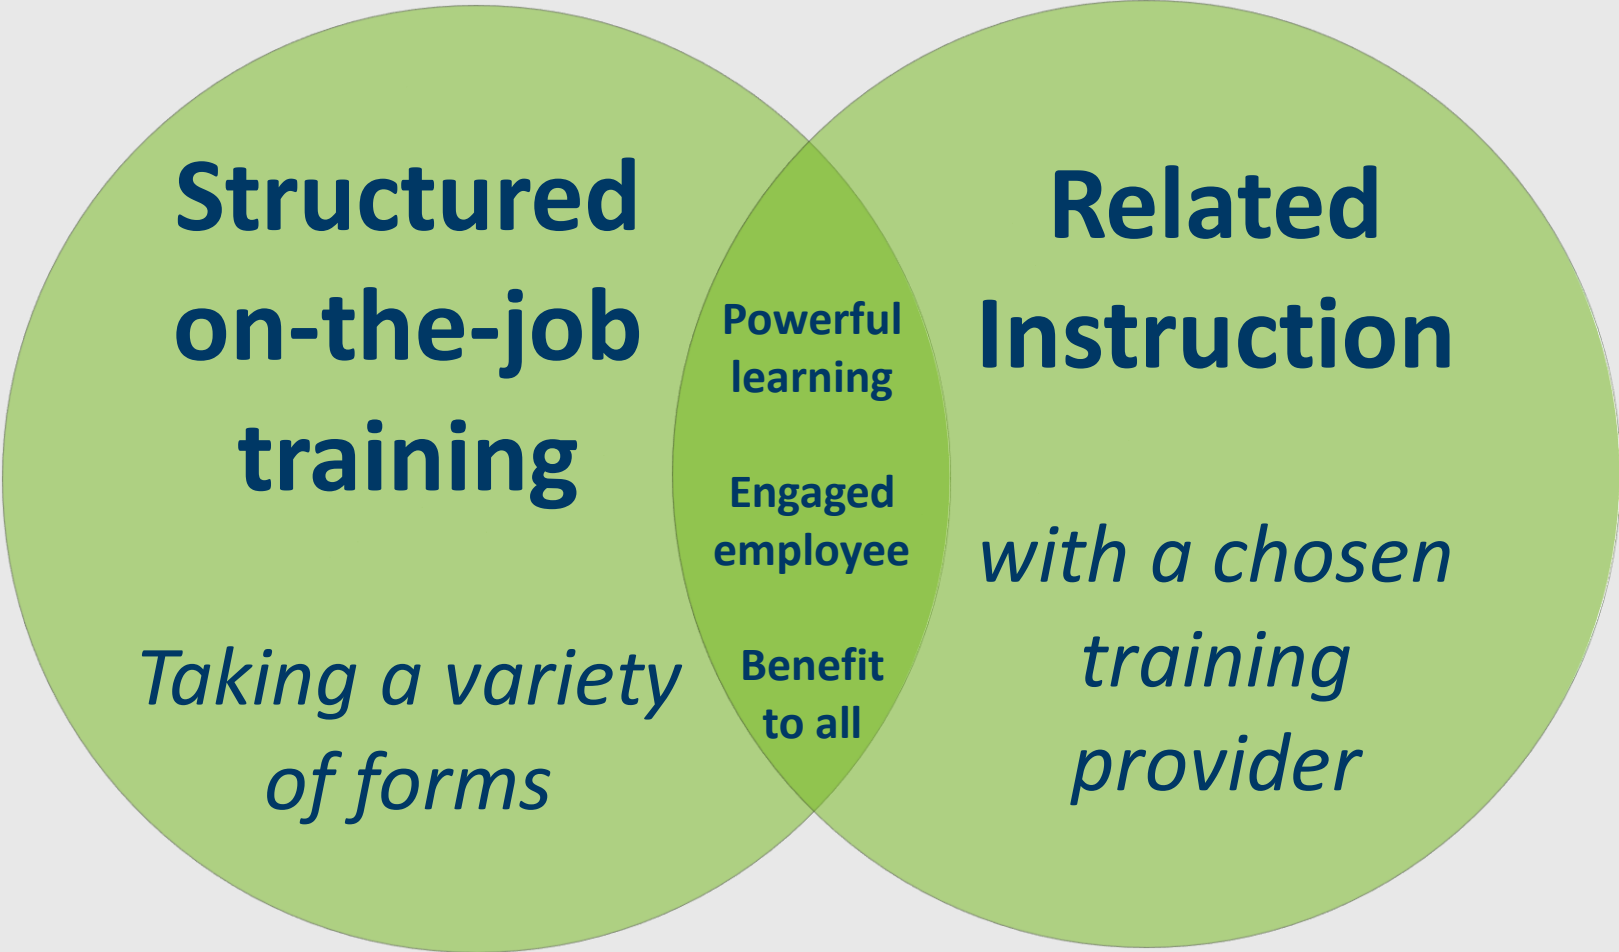 Structured
on-the-job
training
Taking a variety
of forms
Powerful
learning
Engaged
employee
Benefit
to all
Related
Instruction
with a chosen
training
provider